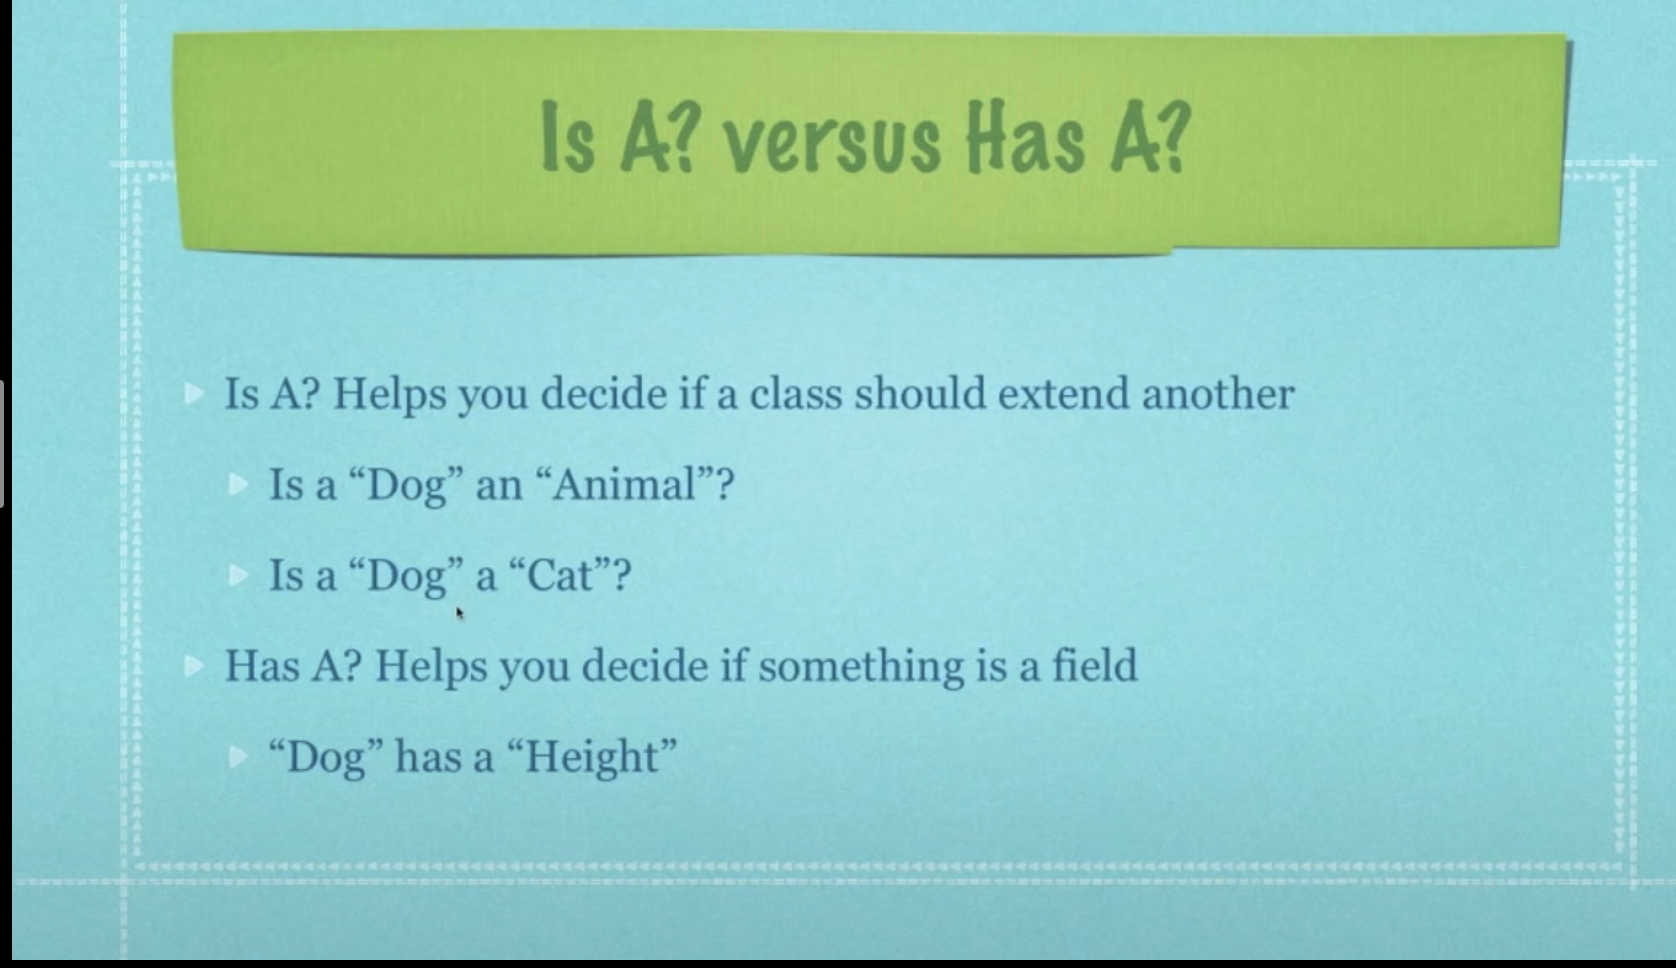 Is A? versus Has A?
Is A? Helps you decide if a class should extend another
Is a “Dog” an “Animal”?
Is a “Dog” a “Cat”?
Has A? Helps you decide if something is a field
“Dog” has a “Height”